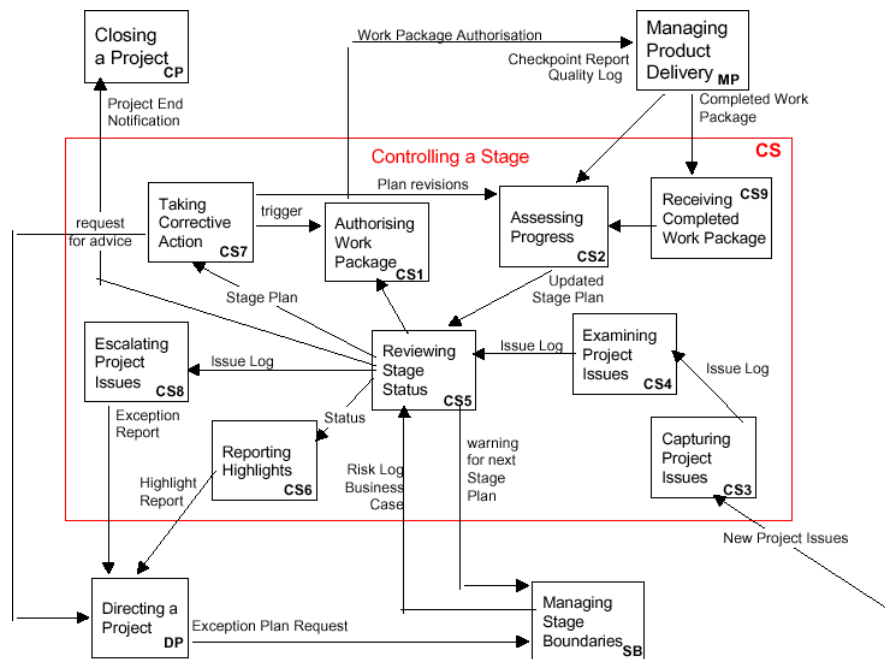 Closing
a Project
CP
Work Package Authorisation
Managing
Product
Delivery
MP
Checkpoint Report
Quality Log
Project End
Notification
Completed Work
Package
Controlling a Stage
CS
Taking
Corrective
Action
CS7
Plan revisions
trigger
Authorising
Work
Package
CS1
Assessing
Progress
CS2
CS9
Receiving
Completed
Work Package
request
for advice
Stage Plan
Updated
Stage Plan
Escalating
Project
Issues
CS8
Issue Log
Reviewing
Stage
Status
CS5
Issue Log
Examining
Project
Issues
CS4
Issue Log
Exception
Report
Status
Reporting
Highlights
CS6
Highlight
Report
Risk Log
Business
Case
warning
for next
Stage
Plan
Capturing
Project
Issues
CS3
New Project Issues
Directing a
Project
DP
Exception Plan Request
Managing
Stage
Boundaries
SB